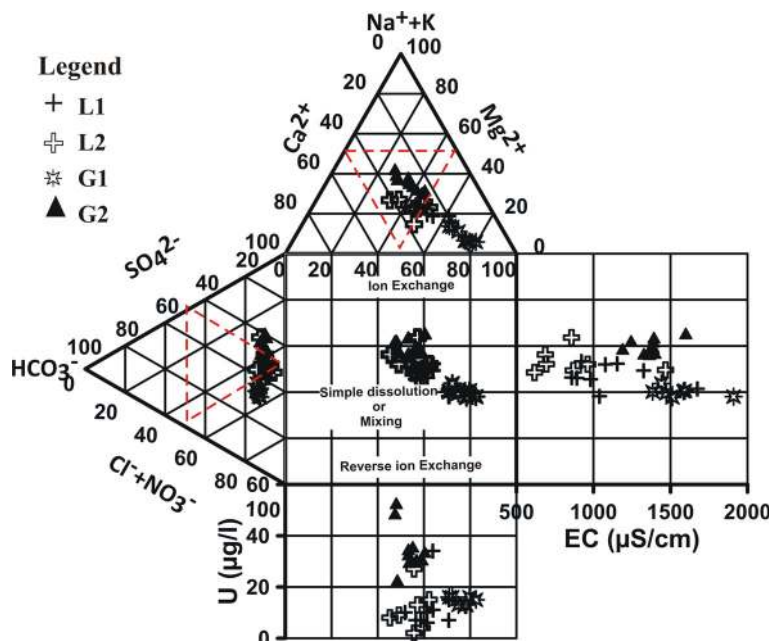 Na⁺+K
0 100
Legend
+ L1
L2
G1
G2
20 80
40 60
Ca2+ Mg²⁺
60 40
80 20
100 0
SO₄²⁻
20
40
60
80
100
HCO₃⁻
0
20
40
60
80
Cl⁻+NO₃⁻
0 20 40 60 80 100
Ion Exchange
Simple dissolution
or
Mixing
Reverse ion Exchange
60
100
40
20
0
U (µg/l)
500 1000 1500 2000
EC (µS/cm)